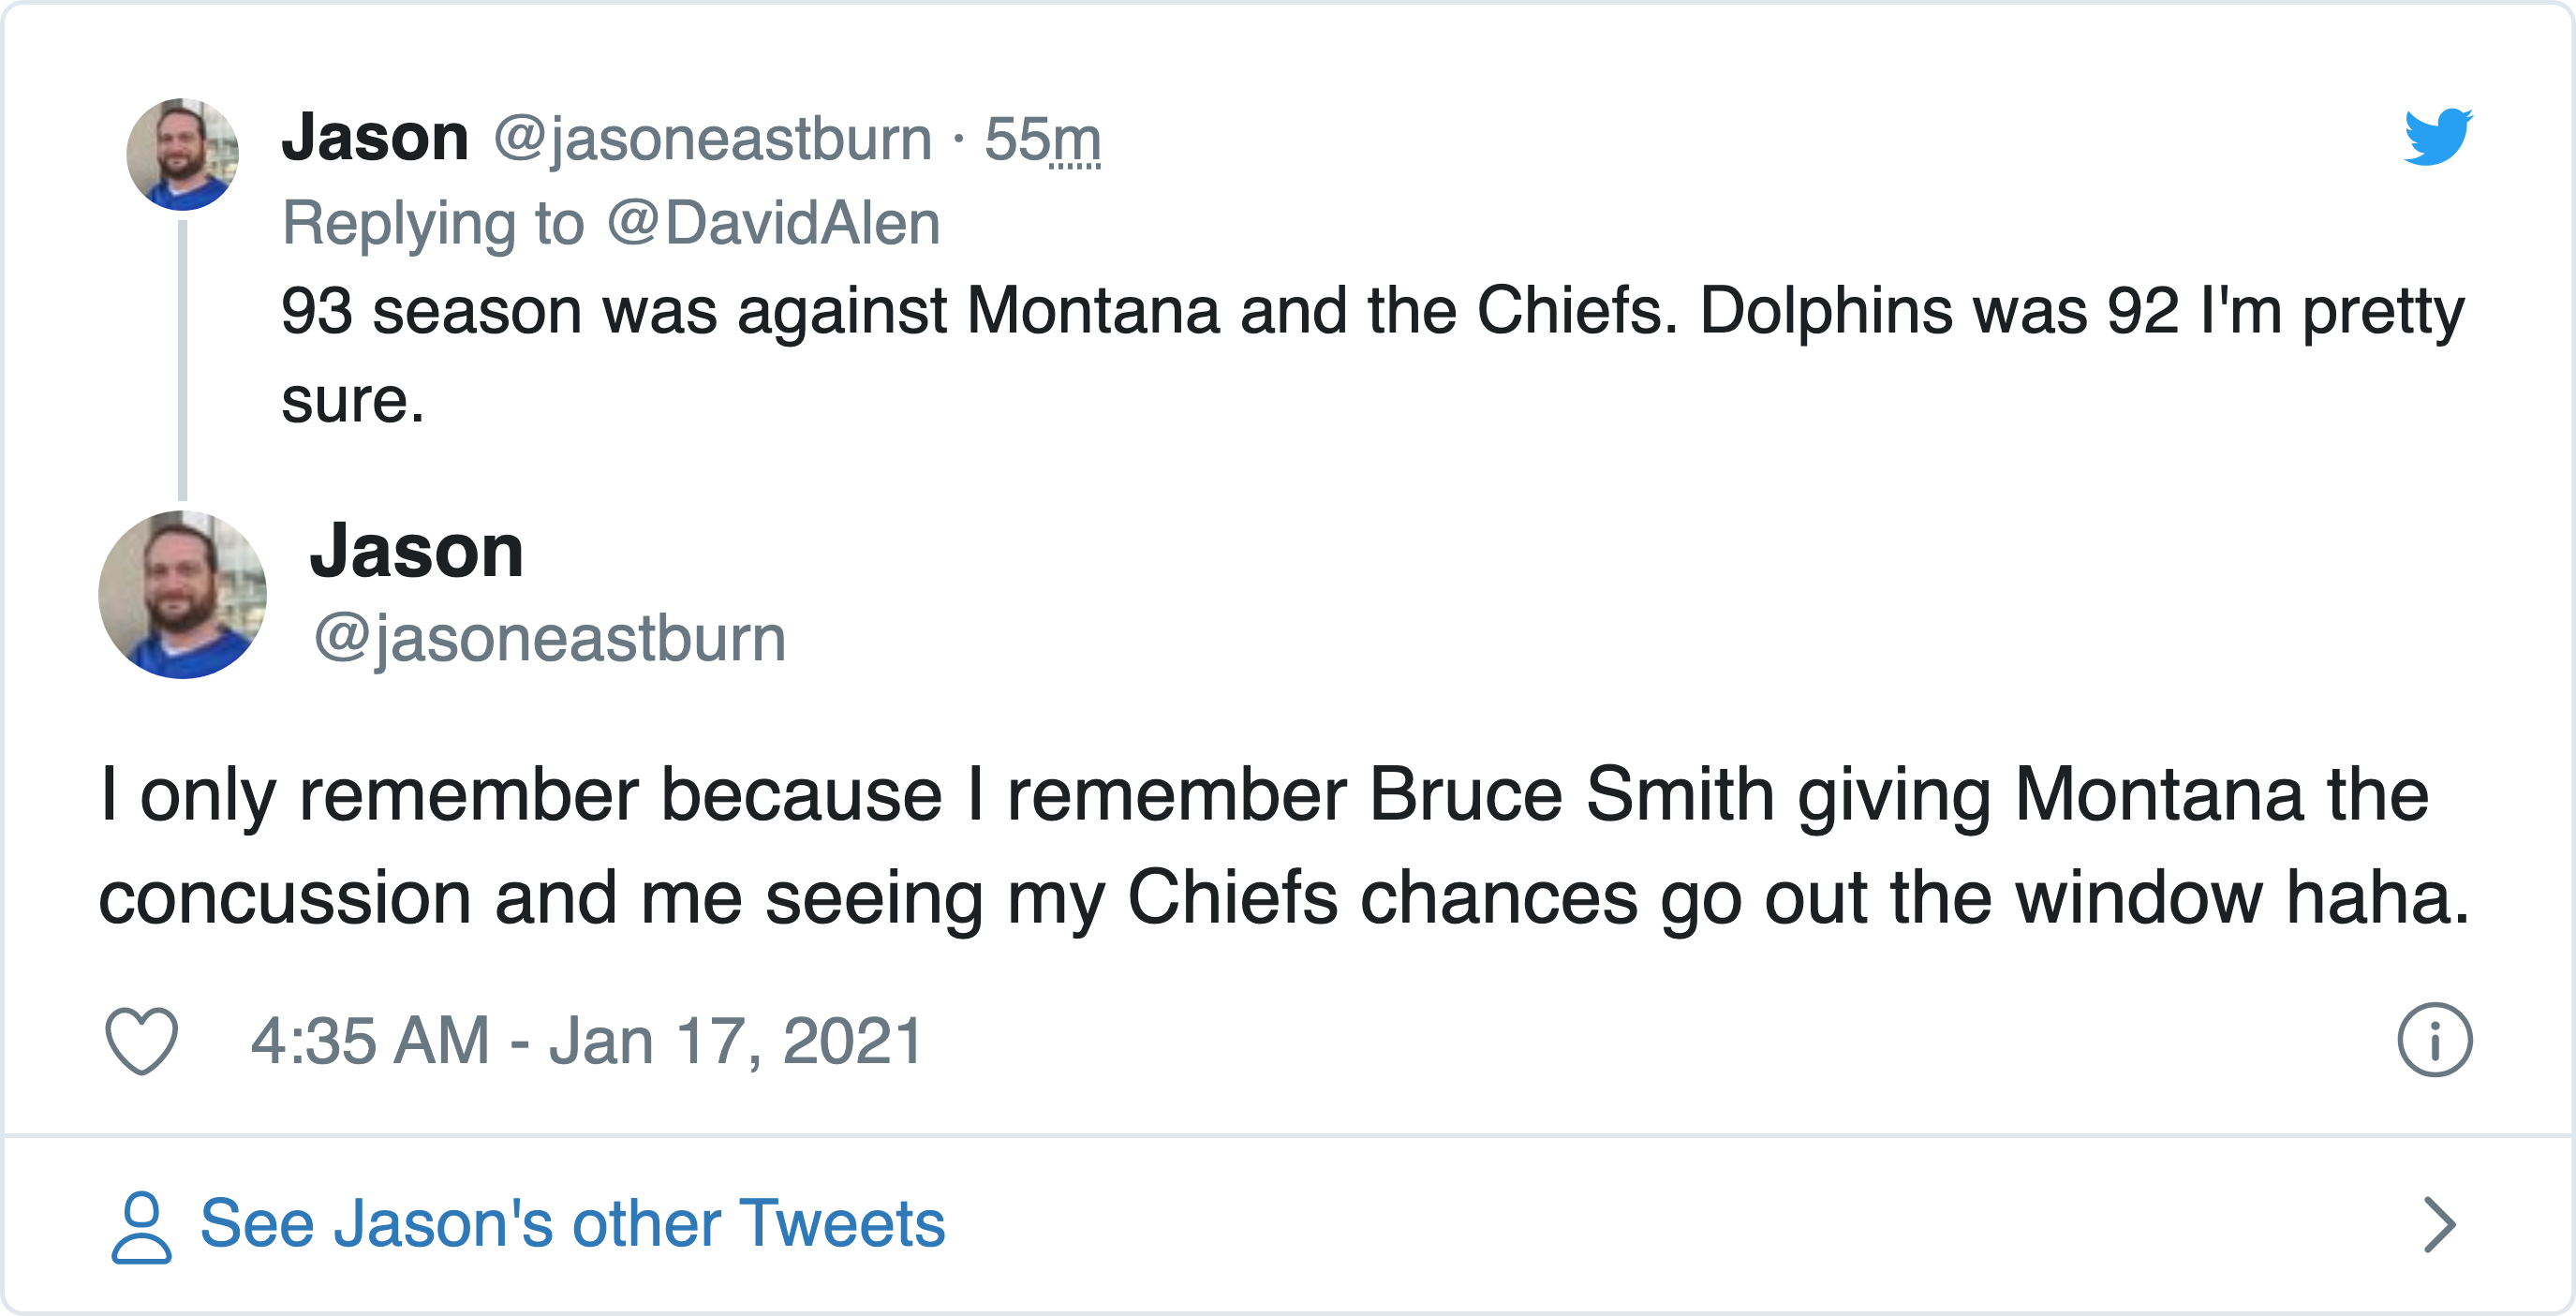 Jason @jasoneastburn · 55m
Replying to @DavidAlen
93 season was against Montana and the Chiefs. Dolphins was 92 I'm pretty
sure.
Jason
@jasoneastburn
I only remember because I remember Bruce Smith giving Montana the
concussion and me seeing my Chiefs chances go out the window haha.
4:35 AM - Jan 17, 2021
See Jason's other Tweets